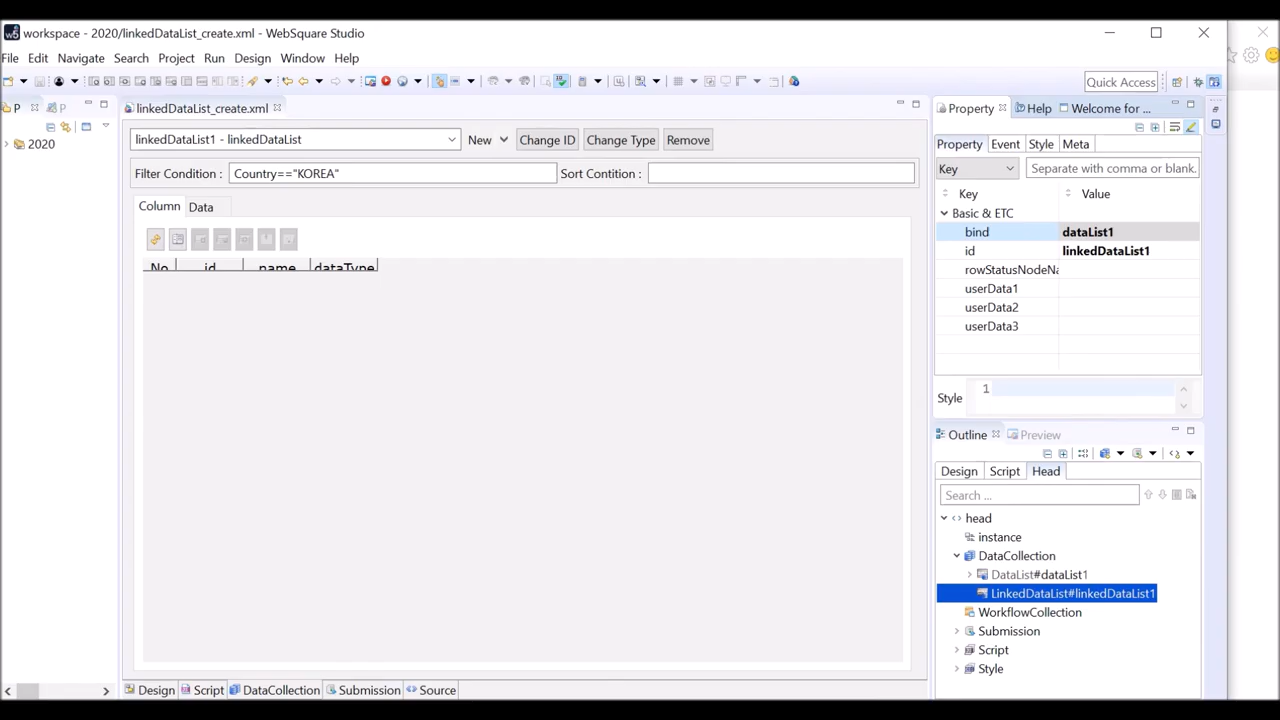 workspace - 2020/linkedDataList_create.xml - WebSquare Studio
File Edit Navigate Search Project Run Design Window Help
Quick Access
P
P
linkedDataList_create.xml
Property
Help
Welcome for ...
2020
linkedDataList1 - linkedDataList
New
Change ID
Change Type
Remove
Filter Condition :
Country=="KOREA"
Sort Contition :
Column
Data
No
id
name
dataType
Property
Event
Style
Meta
Key
Separate with comma or blank.
Key
Value
Basic & ETC
bind dataList1
id linkedDataList1
rowStatusNodeNa
userData1
userData2
userData3
Style
1
Outline
Preview
Design
Script
Head
Search ...
head
instance
DataCollection
DataList#dataList1
LinkedDataList#linkedDataList1
WorkflowCollection
Submission
Script
Style
Design
Script
DataCollection
Submission
Source